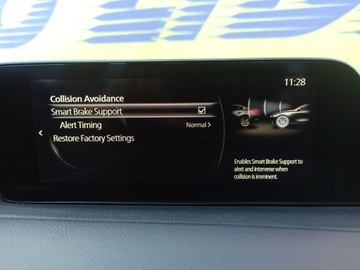 11:28
Collision Avoidance
Smart Brake Support
Alert Timing Normal
Restore Factory Settings
Enables Smart Brake Support to
alert and intervene when
collision is imminent.